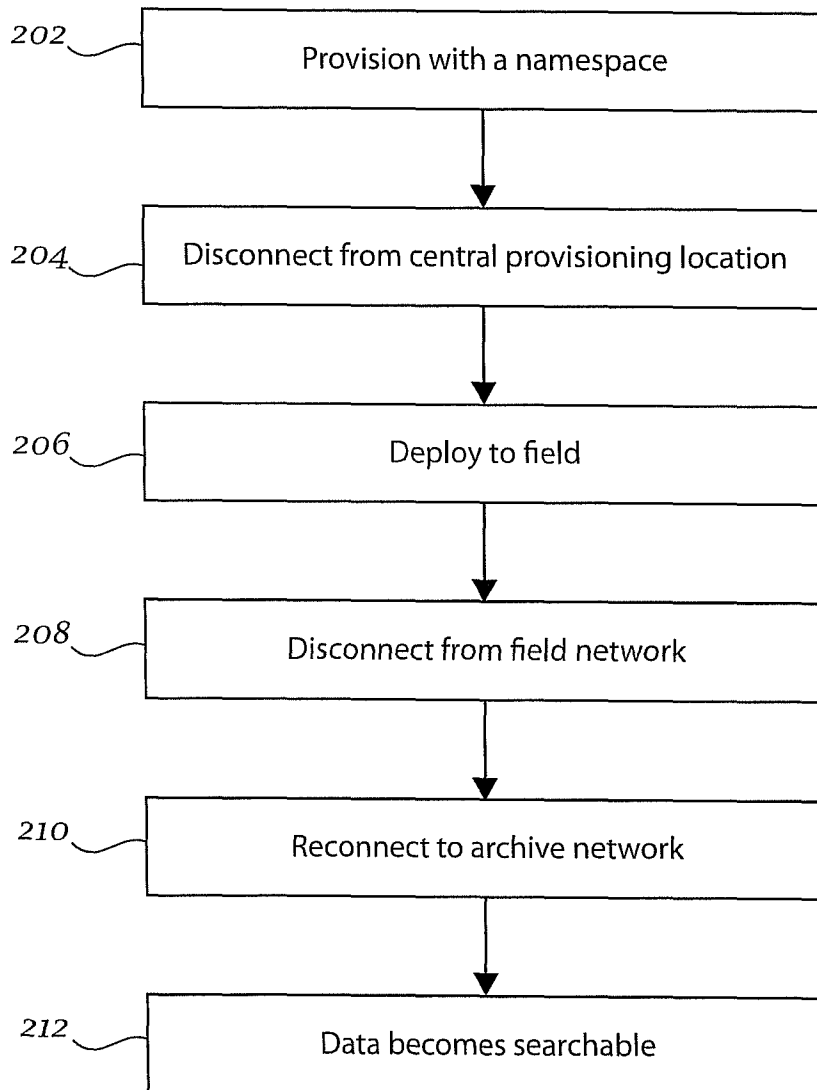 202
Provision with a namespace
204
Disconnect from central provisioning location
206
Deploy to field
208
Disconnect from field network
210
Reconnect to archive network
212
Data becomes searchable